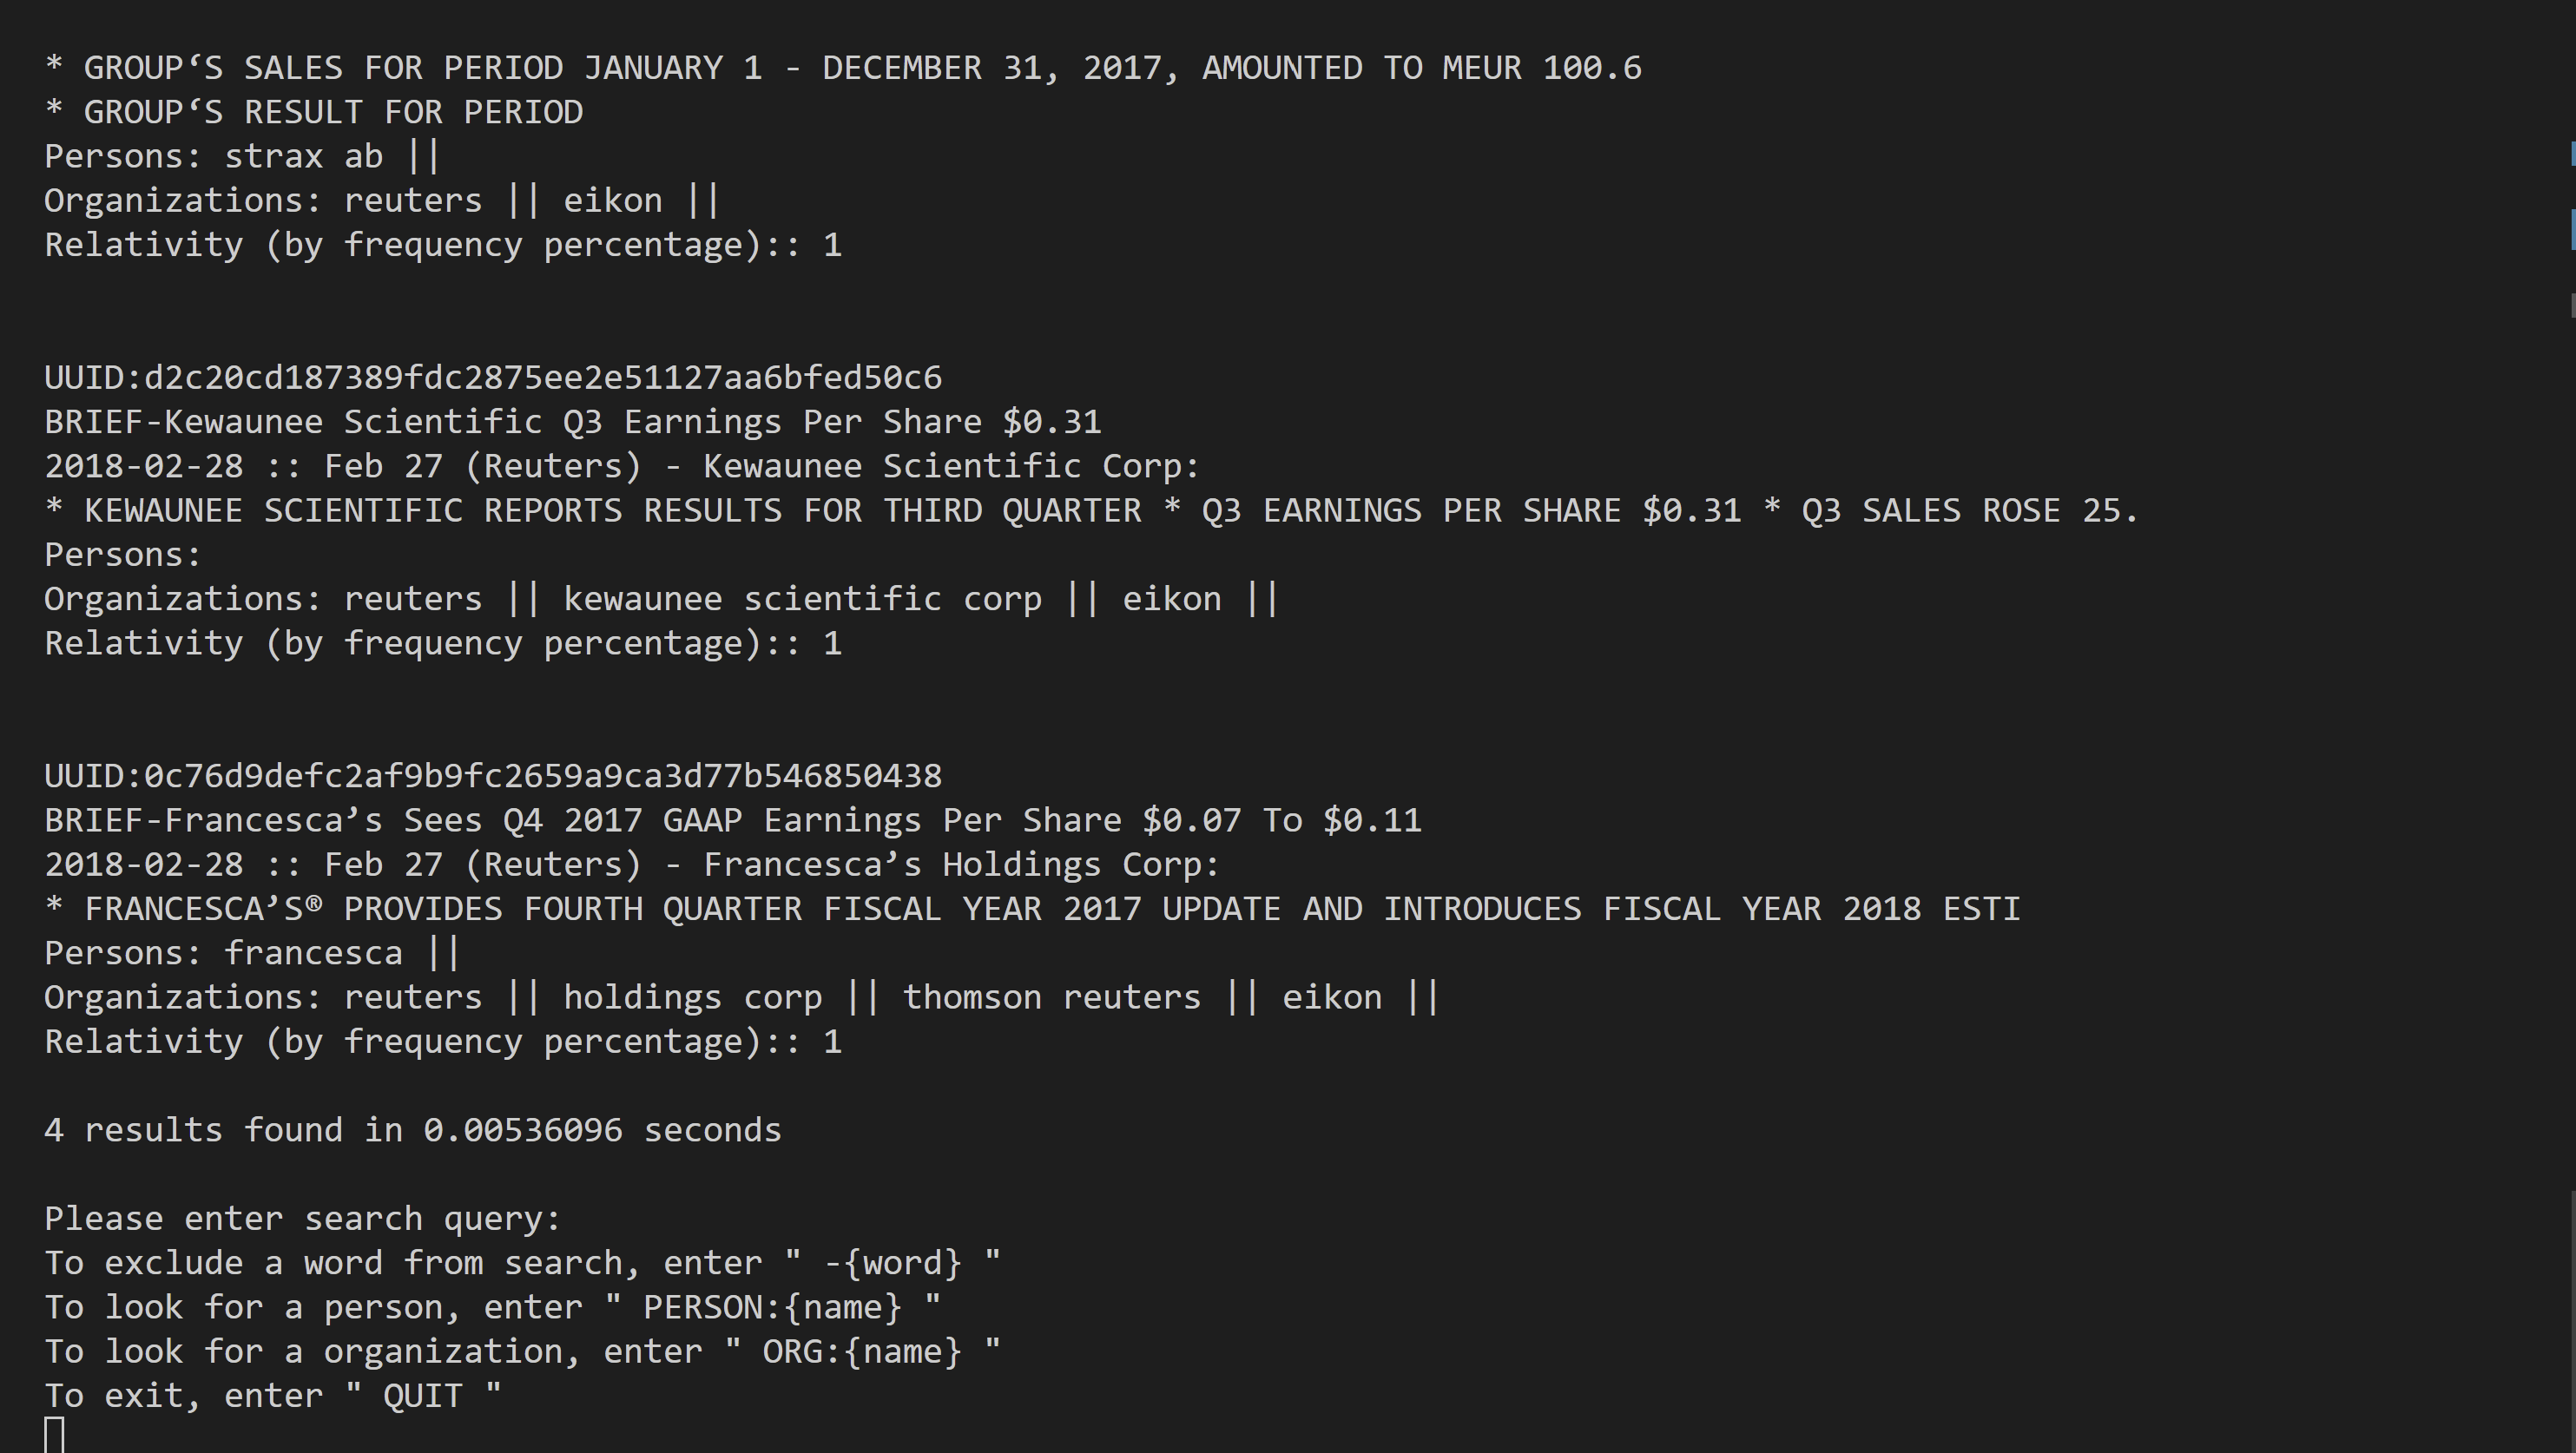 * GROUP‘S SALES FOR PERIOD JANUARY 1 - DECEMBER 31, 2017, AMOUNTED TO MEUR 100.6
* GROUP‘S RESULT FOR PERIOD
Persons: strax ab ||
Organizations: reuters || eikon ||
Relativity (by frequency percentage):: 1
UUID:d2c20cd187389fdc2875ee2e51127aa6bfed50c6
BRIEF-Kewaunee Scientific Q3 Earnings Per Share $0.31
2018-02-28 :: Feb 27 (Reuters) - Kewaunee Scientific Corp:
* KEWAUNEE SCIENTIFIC REPORTS RESULTS FOR THIRD QUARTER * Q3 EARNINGS PER SHARE $0.31 * Q3 SALES ROSE 25.
Persons:
Organizations: reuters || kewaunee scientific corp || eikon ||
Relativity (by frequency percentage):: 1
UUID:0c76d9defc2af9b9fc2659a9ca3d77b546850438
BRIEF-Francesca’s Sees Q4 2017 GAAP Earnings Per Share $0.07 To $0.11
2018-02-28 :: Feb 27 (Reuters) - Francesca’s Holdings Corp:
* FRANCESCA’S® PROVIDES FOURTH QUARTER FISCAL YEAR 2017 UPDATE AND INTRODUCES FISCAL YEAR 2018 ESTI
Persons: francesca ||
Organizations: reuters || holdings corp || thomson reuters || eikon ||
Relativity (by frequency percentage):: 1
4 results found in 0.00536096 seconds
Please enter search query:
To exclude a word from search, enter " -{word} "
To look for a person, enter " PERSON:{name} "
To look for a organization, enter " ORG:{name} "
To exit, enter " QUIT "